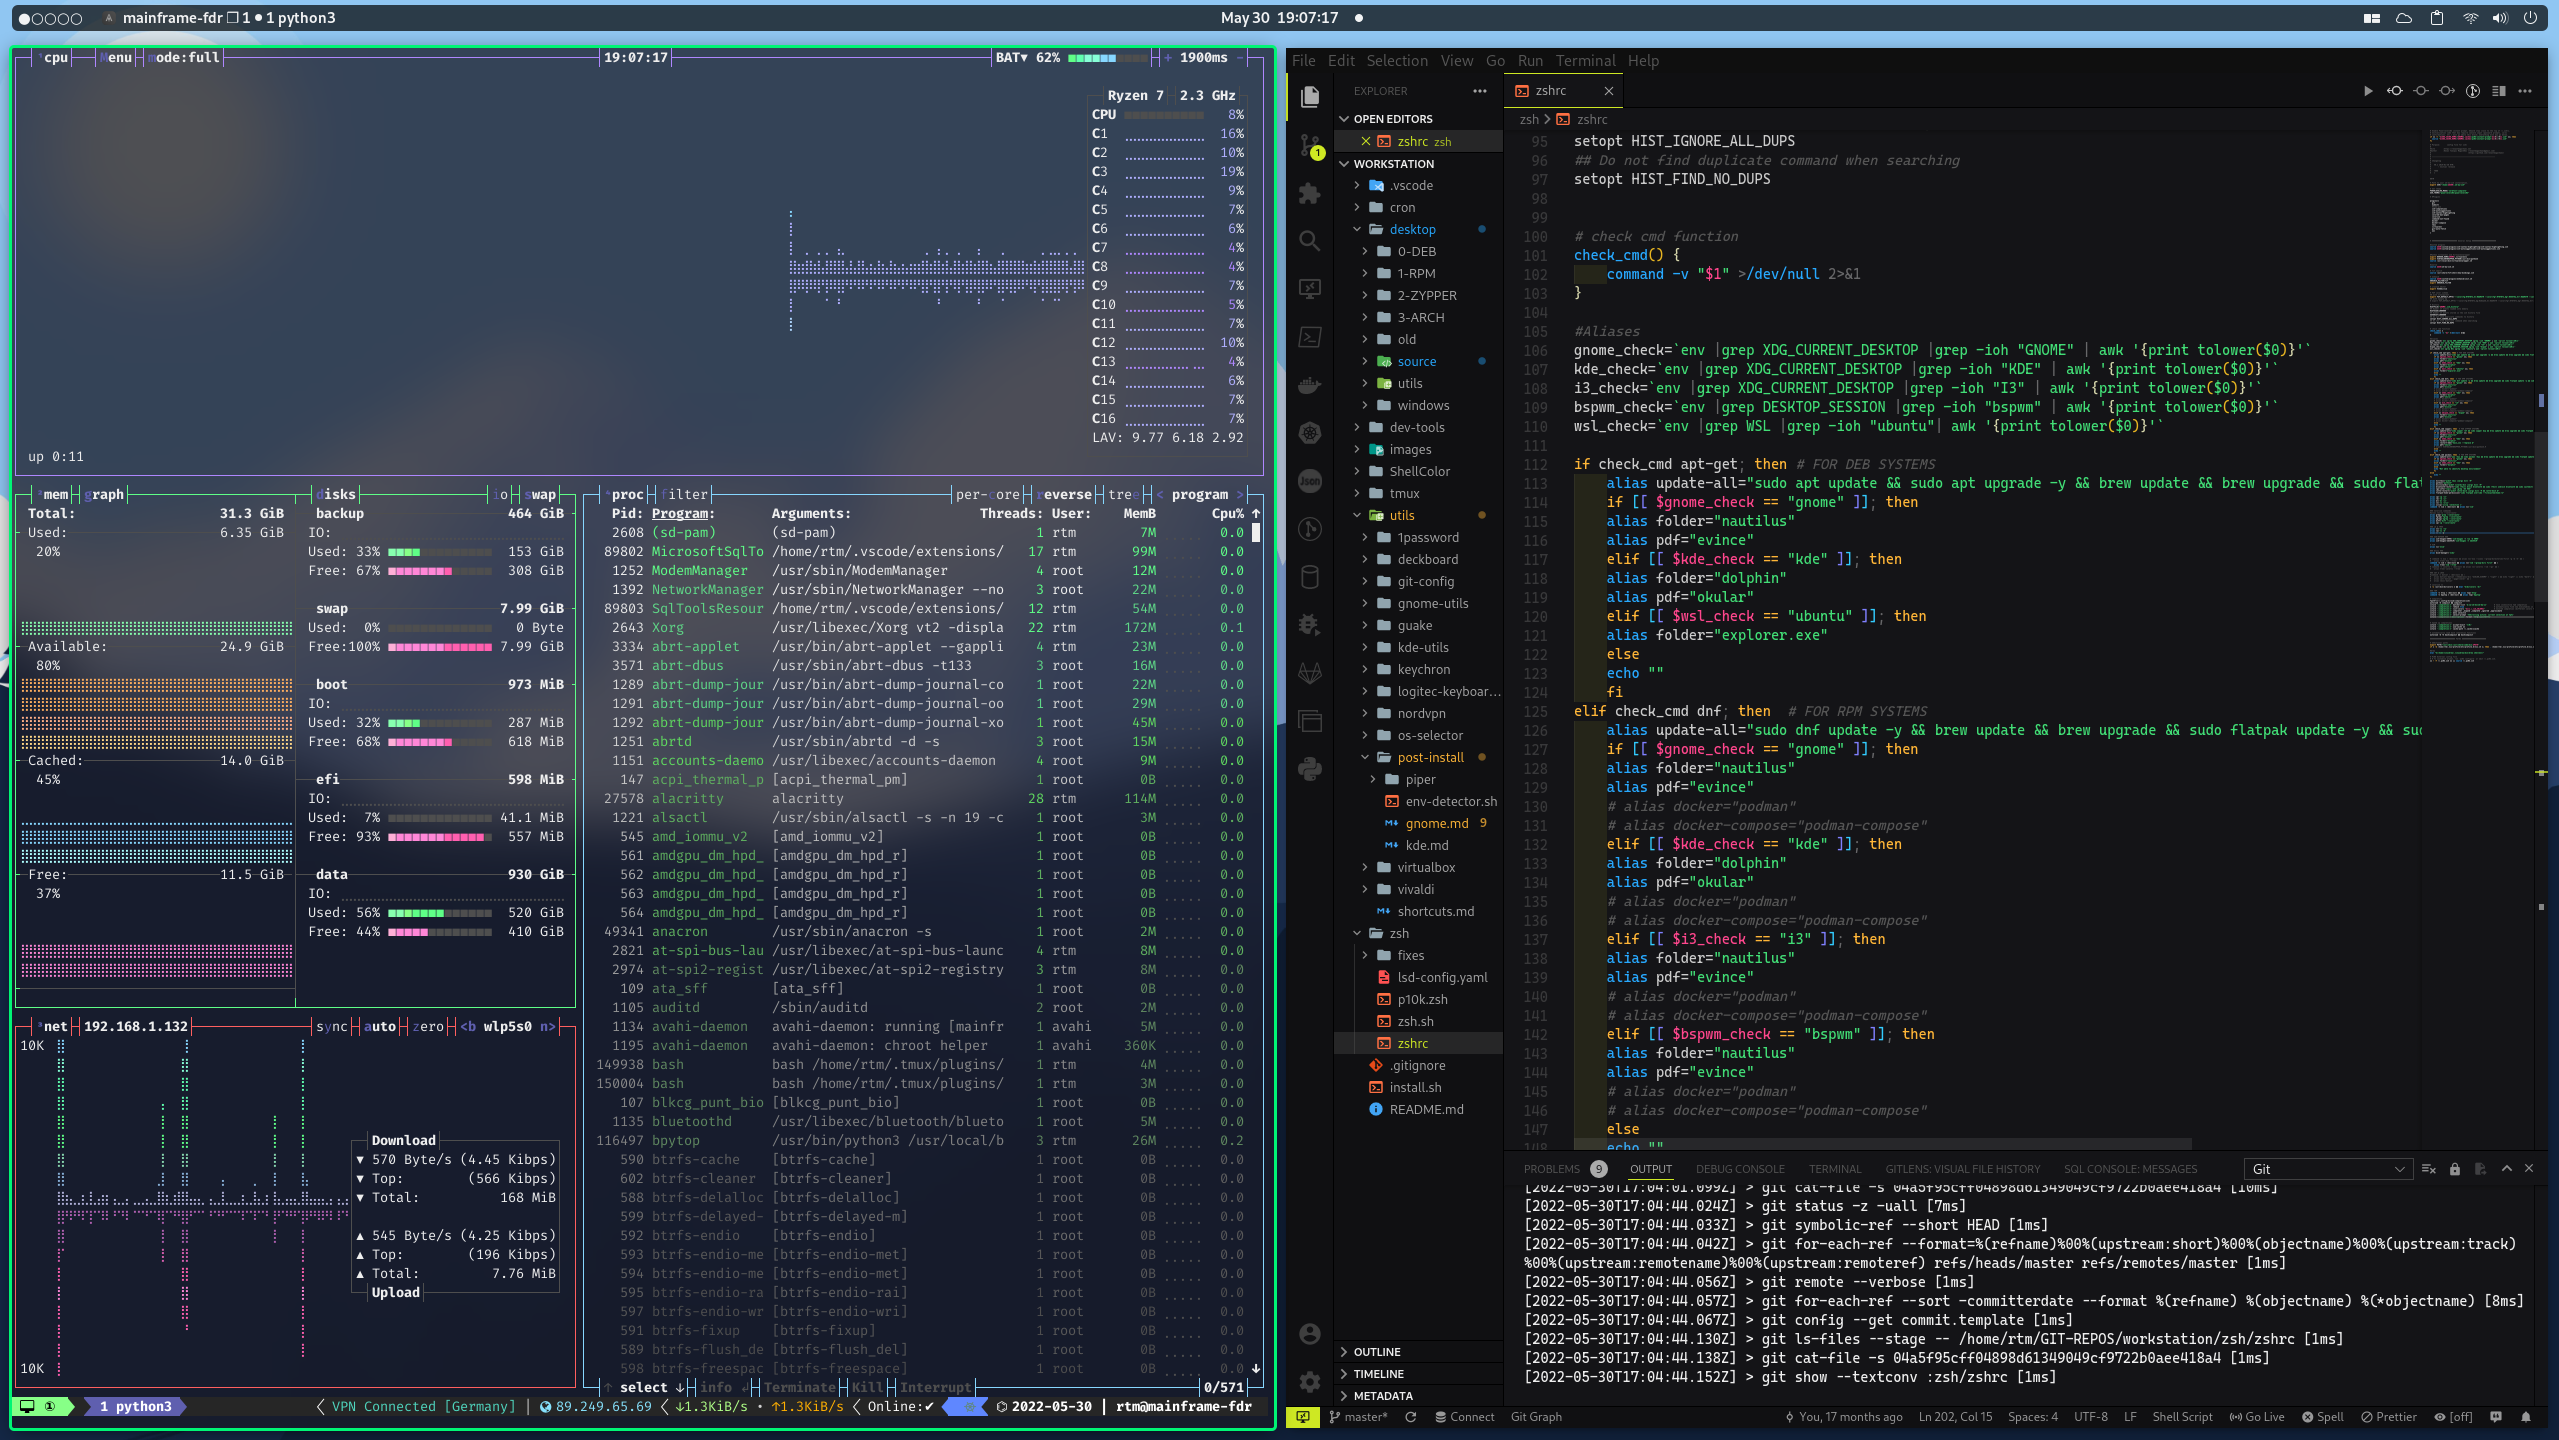 mainframe-fdr ❐ 1 ● 1 python3
May 30 19:07:17
¹cpu Menu mode:full 19:07:17 BAT▼ 62% + 1900ms -
Ryzen 7 2.3 GHz
CPU 8%
C1 16%
C2 10%
C3 19%
C4 9%
C5 7%
C6 6%
C7 4%
C8 4%
C9 7%
C10 5%
C11 7%
C12 10%
C13 4%
C14 6%
C15 7%
C16 7%
LAV: 9.77 6.18 2.92
up 0:11
²mem graph disks io swap
Total: 31.3 GiB
Used: 6.35 GiB
20%
Available: 24.9 GiB
80%
Cached: 14.0 GiB
45%
Free: 11.5 GiB
37%
backup 464 GiB
IO:
Used: 33% 153 GiB
Free: 67% 308 GiB
swap 7.99 GiB
Used: 0% 0 Byte
Free:100% 7.99 GiB
boot 973 MiB
IO:
Used: 32% 287 MiB
Free: 68% 618 MiB
efi 598 MiB
IO:
Used: 7% 41.1 MiB
Free: 93% 557 MiB
data 930 GiB
IO:
Used: 56% 520 GiB
Free: 44% 410 GiB
³net 192.168.1.132 sync auto zero <b wlp5s0 n>
10K
Download
▼ 570 Byte/s (4.45 Kibps)
▼ Top: (566 Kibps)
▼ Total: 168 MiB
▲ 545 Byte/s (4.25 Kibps)
▲ Top: (196 Kibps)
▲ Total: 7.76 MiB
Upload
10K
⁴proc filter per-core reverse tree < program >
Pid: Program: Arguments: Threads: User: MemB Cpu% ↑
2608 (sd-pam) (sd-pam) 1 rtm 7M 0.0
89802 MicrosoftSqlTo /home/rtm/.vscode/extensions/ 17 rtm 99M 0.0
1252 ModemManager /usr/sbin/ModemManager 4 root 12M 0.0
1392 NetworkManager /usr/sbin/NetworkManager --no 3 root 22M 0.0
89803 SqlToolsResour /home/rtm/.vscode/extensions/ 12 rtm 54M 0.0
2643 Xorg /usr/libexec/Xorg vt2 -displa 22 rtm 172M 0.1
3334 abrt-applet /usr/bin/abrt-applet --gappli 4 rtm 23M 0.0
3571 abrt-dbus /usr/sbin/abrt-dbus -t133 3 root 16M 0.0
1289 abrt-dump-jour /usr/bin/abrt-dump-journal-co 1 root 22M 0.0
1291 abrt-dump-jour /usr/bin/abrt-dump-journal-oo 1 root 29M 0.0
1292 abrt-dump-jour /usr/bin/abrt-dump-journal-xo 1 root 45M 0.0
1251 abrtd /usr/sbin/abrtd -d -s 3 root 15M 0.0
1151 accounts-daemo /usr/libexec/accounts-daemon 4 root 9M 0.0
147 acpi_thermal_p [acpi_thermal_pm] 1 root 0B 0.0
27578 alacritty alacritty 28 rtm 114M 0.0
1221 alsactl /usr/sbin/alsactl -s -n 19 -c 1 root 3M 0.0
545 amd_iommu_v2 [amd_iommu_v2] 1 root 0B 0.0
561 amdgpu_dm_hpd_ [amdgpu_dm_hpd_r] 1 root 0B 0.0
562 amdgpu_dm_hpd_ [amdgpu_dm_hpd_r] 1 root 0B 0.0
563 amdgpu_dm_hpd_ [amdgpu_dm_hpd_r] 1 root 0B 0.0
564 amdgpu_dm_hpd_ [amdgpu_dm_hpd_r] 1 root 0B 0.0
49341 anacron /usr/sbin/anacron -s 1 root 2M 0.0
2821 at-spi-bus-lau /usr/libexec/at-spi-bus-launc 4 rtm 8M 0.0
2974 at-spi2-regist /usr/libexec/at-spi2-registry 3 rtm 8M 0.0
109 ata_sff [ata_sff] 1 root 0B 0.0
1105 auditd /sbin/auditd 2 root 2M 0.0
1134 avahi-daemon avahi-daemon: running [mainfr 1 avahi 5M 0.0
1195 avahi-daemon avahi-daemon: chroot helper 1 avahi 360K 0.0
149938 bash bash /home/rtm/.tmux/plugins/ 1 rtm 4M 0.0
150004 bash bash /home/rtm/.tmux/plugins/ 1 rtm 3M 0.0
107 blkcg_punt_bio [blkcg_punt_bio] 1 root 0B 0.0
1135 bluetoothd /usr/libexec/bluetooth/blueto 1 root 5M 0.0
116497 bpytop /usr/bin/python3 /usr/local/b 3 rtm 26M 0.2
590 btrfs-cache [btrfs-cache] 1 root 0B 0.0
602 btrfs-cleaner [btrfs-cleaner] 1 root 0B 0.0
588 btrfs-delalloc [btrfs-delalloc] 1 root 0B 0.0
599 btrfs-delayed- [btrfs-delayed-m] 1 root 0B 0.0
592 btrfs-endio [btrfs-endio] 1 root 0B 0.0
593 btrfs-endio-me [btrfs-endio-met] 1 root 0B 0.0
594 btrfs-endio-me [btrfs-endio-met] 1 root 0B 0.0
595 btrfs-endio-ra [btrfs-endio-rai] 1 root 0B 0.0
597 btrfs-endio-wr [btrfs-endio-wri] 1 root 0B 0.0
591 btrfs-fixup [btrfs-fixup] 1 root 0B 0.0
589 btrfs-flush_de [btrfs-flush_del] 1 root 0B 0.0
598 btrfs-freespac [btrfs-freespace] 1 root 0B 0.0 ↓
↑ select ↓ info ↲ Terminate Kill Interrupt 0/571
① 1 python3 VPN Connected [Germany] | 89.249.65.69 ↓1.3KiB/s • ↑1.3KiB/s Online:✔ 2022-05-30 | rtm@mainframe-fdr
File Edit Selection View Go Run Terminal Help
EXPLORER
OPEN EDITORS
zshrc zsh
WORKSTATION
.vscode
cron
desktop
0-DEB
1-RPM
2-ZYPPER
3-ARCH
old
source
utils
windows
dev-tools
images
ShellColor
tmux
utils
1password
deckboard
git-config
gnome-utils
guake
kde-utils
keychron
logitec-keyboar...
nordvpn
os-selector
post-install
piper
env-detector.sh
gnome.md 9
kde.md
virtualbox
vivaldi
shortcuts.md
zsh
fixes
lsd-config.yaml
p10k.zsh
zsh.sh
zshrc
.gitignore
install.sh
README.md
OUTLINE
TIMELINE
METADATA
1
Json
zshrc
zsh > zshrc
95 setopt HIST_IGNORE_ALL_DUPS
96 ## Do not find duplicate command when searching
97 setopt HIST_FIND_NO_DUPS
98
99
100 # check cmd function
101 check_cmd() {
102 command -v "$1" >/dev/null 2>&1
103 }
104
105 #Aliases
106 gnome_check=`env |grep XDG_CURRENT_DESKTOP |grep -ioh "GNOME" | awk '{print tolower($0)}'`
107 kde_check=`env |grep XDG_CURRENT_DESKTOP |grep -ioh "KDE" | awk '{print tolower($0)}'`
108 i3_check=`env |grep XDG_CURRENT_DESKTOP |grep -ioh "I3" | awk '{print tolower($0)}'`
109 bspwm_check=`env |grep DESKTOP_SESSION |grep -ioh "bspwm" | awk '{print tolower($0)}'`
110 wsl_check=`env |grep WSL |grep -ioh "ubuntu"| awk '{print tolower($0)}'`
111
112 if check_cmd apt-get; then # FOR DEB SYSTEMS
113 alias update-all="sudo apt update && sudo apt upgrade -y && brew update && brew upgrade && sudo flat
114 if [[ $gnome_check == "gnome" ]]; then
115 alias folder="nautilus"
116 alias pdf="evince"
117 elif [[ $kde_check == "kde" ]]; then
118 alias folder="dolphin"
119 alias pdf="okular"
120 elif [[ $wsl_check == "ubuntu" ]]; then
121 alias folder="explorer.exe"
122 else
123 echo ""
124 fi
125 elif check_cmd dnf; then # FOR RPM SYSTEMS
126 alias update-all="sudo dnf update -y && brew update && brew upgrade && sudo flatpak update -y && su
127 if [[ $gnome_check == "gnome" ]]; then
128 alias folder="nautilus"
129 alias pdf="evince"
130 # alias docker="podman"
131 # alias docker-compose="podman-compose"
132 elif [[ $kde_check == "kde" ]]; then
133 alias folder="dolphin"
134 alias pdf="okular"
135 # alias docker="podman"
136 # alias docker-compose="podman-compose"
137 elif [[ $i3_check == "i3" ]]; then
138 alias folder="nautilus"
139 alias pdf="evince"
140 # alias docker="podman"
141 # alias docker-compose="podman-compose"
142 elif [[ $bspwm_check == "bspwm" ]]; then
143 alias folder="nautilus"
144 alias pdf="evince"
145 # alias docker="podman"
146 # alias docker-compose="podman-compose"
147 else
148 echo ""
PROBLEMS 9 OUTPUT DEBUG CONSOLE TERMINAL GITLENS: VISUAL FILE HISTORY SQL CONSOLE: MESSAGES Git
[2022-05-30T17:04:01.099Z] > git cat-file -s 04a5f95cff04898d61349049cf9722b0aee418a4 [10ms]
[2022-05-30T17:04:44.024Z] > git status -z -uall [7ms]
[2022-05-30T17:04:44.033Z] > git symbolic-ref --short HEAD [1ms]
[2022-05-30T17:04:44.042Z] > git for-each-ref --format=%(refname)%00%(upstream:short)%00%(objectname)%00%(upstream:track)
%00%(upstream:remotename)%00%(upstream:remoteref) refs/heads/master refs/remotes/master [1ms]
[2022-05-30T17:04:44.056Z] > git remote --verbose [1ms]
[2022-05-30T17:04:44.057Z] > git for-each-ref --sort -committerdate --format %(refname) %(objectname) %(*objectname) [8ms]
[2022-05-30T17:04:44.067Z] > git config --get commit.template [1ms]
[2022-05-30T17:04:44.130Z] > git ls-files --stage -- /home/rtm/GIT-REPOS/workstation/zsh/zshrc [1ms]
[2022-05-30T17:04:44.138Z] > git cat-file -s 04a5f95cff04898d61349049cf9722b0aee418a4 [1ms]
[2022-05-30T17:04:44.152Z] > git show --textconv :zsh/zshrc [1ms]
master* Connect Git Graph You, 17 months ago Ln 202, Col 15 Spaces: 4 UTF-8 LF Shell Script Go Live Spell Prettier [off]